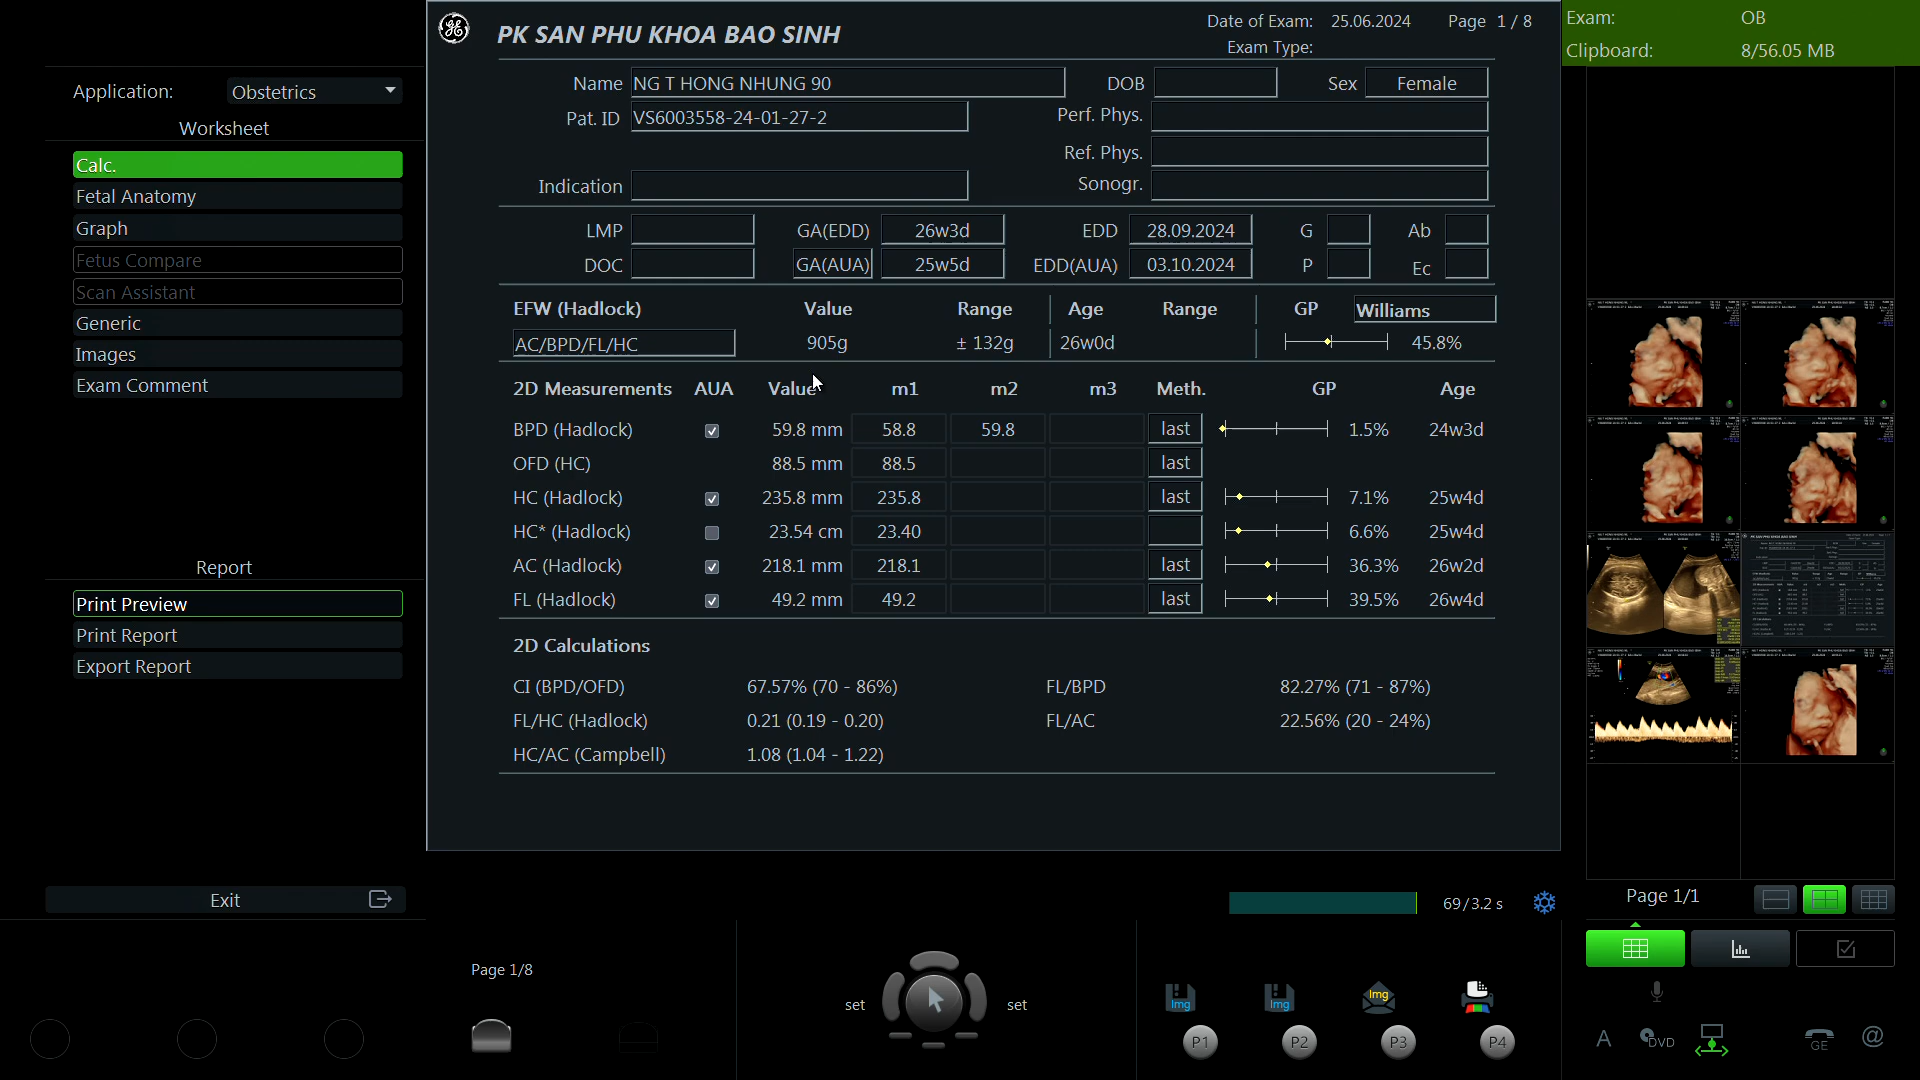 PK SAN PHU KHOA BAO SINH
Date of Exam: 25.06.2024 Page 1 / 8
Exam Type:
Exam: OB
Clipboard: 8/56.05 MB
Application: Obstetrics
Worksheet
Calc.
Fetal Anatomy
Graph
Fetus Compare
Scan Assistant
Generic
Images
Exam Comment
Report
Print Preview
Print Report
Export Report
Exit
Name NG T HONG NHUNG 90 DOB Sex Female
Pat. ID VS6003558-24-01-27-2 Perf. Phys.
Ref. Phys.
Indication Sonogr.
LMP GA(EDD) 26w3d EDD 28.09.2024 G Ab
DOC GA(AUA) 25w5d EDD(AUA) 03.10.2024 P Ec
EFW (Hadlock) Value Range Age Range GP Williams
AC/BPD/FL/HC 905g ± 132g 26w0d 45.8%
2D Measurements AUA Value m1 m2 m3 Meth. GP Age
BPD (Hadlock) 59.8 mm 58.8 59.8 last 1.5% 24w3d
OFD (HC) 88.5 mm 88.5 last
HC (Hadlock) 235.8 mm 235.8 last 7.1% 25w4d
HC* (Hadlock) 23.54 cm 23.40 6.6% 25w4d
AC (Hadlock) 218.1 mm 218.1 last 36.3% 26w2d
FL (Hadlock) 49.2 mm 49.2 last 39.5% 26w4d
2D Calculations
CI (BPD/OFD) 67.57% (70 - 86%) FL/BPD 82.27% (71 - 87%)
FL/HC (Hadlock) 0.21 (0.19 - 0.20) FL/AC 22.56% (20 - 24%)
HC/AC (Campbell) 1.08 (1.04 - 1.22)
69/3.2 s
Page 1/1
Page 1/8
set set
Img Img Img
P1 P2 P3 P4
A DVD GE @